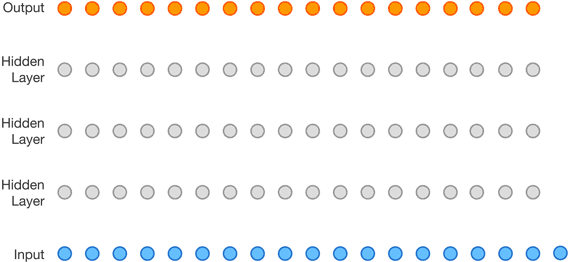 Output
Hidden
Layer
Hidden
Layer
Hidden
Layer
Input